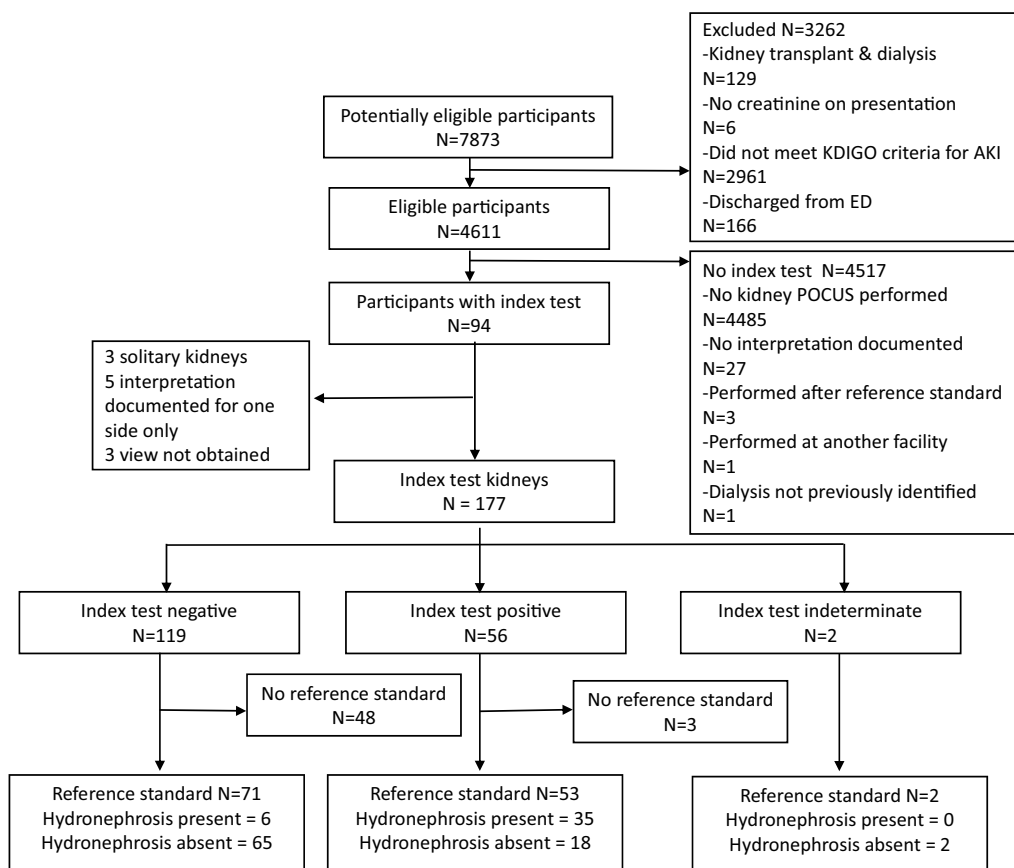 Excluded N=3262
-Kidney transplant & dialysis
N=129
-No creatinine on presentation
N=6
-Did not meet KDIGO criteria for AKI
N=2961
-Discharged from ED
N=166
Potentially eligible participants
N=7873
Eligible participants
N=4611
No index test  N=4517
-No kidney POCUS performed
N=4485
-No interpretation documented
N=27
-Performed after reference standard
N=3
-Performed at another facility
N=1
-Dialysis not previously identified
N=1
Participants with index test
N=94
3 solitary kidneys
5 interpretation
documented for one
side only
3 view not obtained
Index test kidneys
N = 177
Index test negative
N=119
Index test positive
N=56
Index test indeterminate
N=2
No reference standard
N=48
No reference standard
N=3
Reference standard N=71
Hydronephrosis present = 6
Hydronephrosis absent = 65
Reference standard N=53
Hydronephrosis present = 35
Hydronephrosis absent = 18
Reference standard N=2
Hydronephrosis present = 0
Hydronephrosis absent = 2